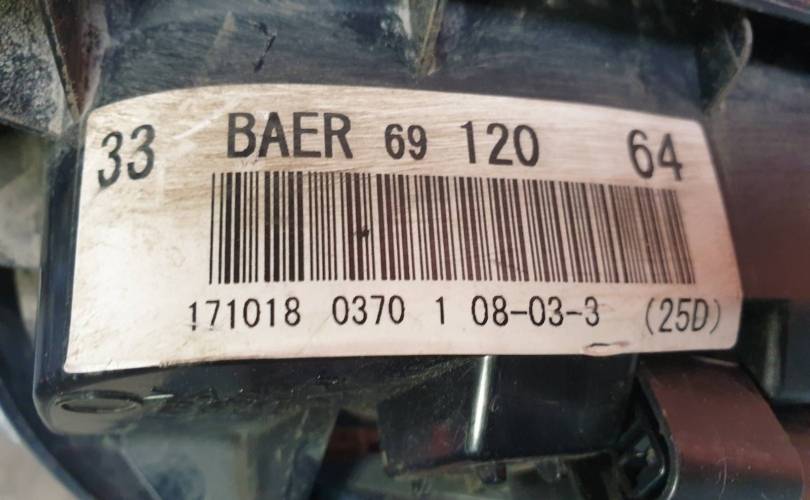 33 BAER 69 120 64
171018 0370 1 08-03-3 (25D)